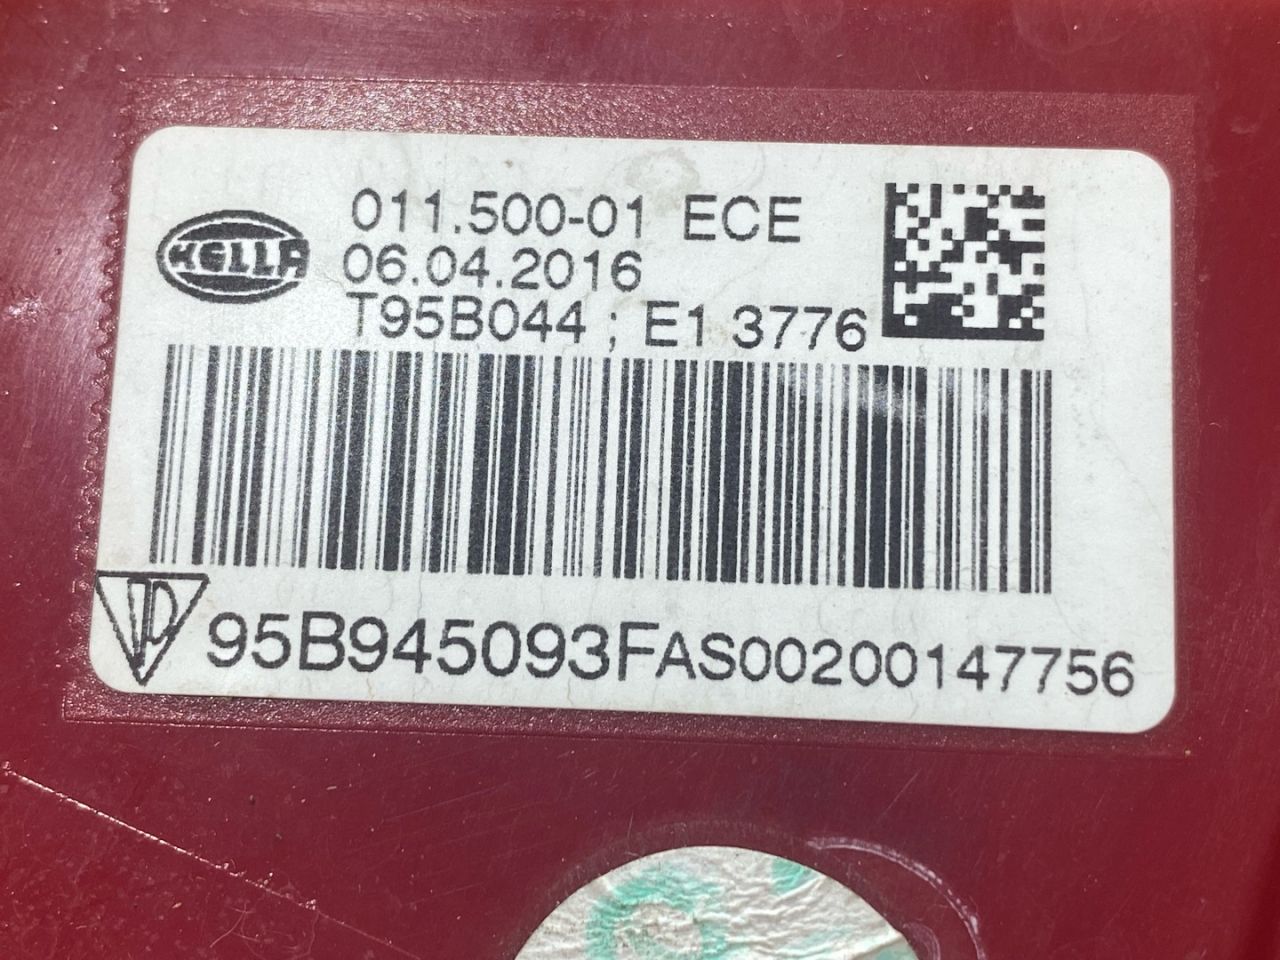 HELLA
011.500-01 ECE
06.04.2016
T95B044 ; E1 3776
95B945093FAS00200147756